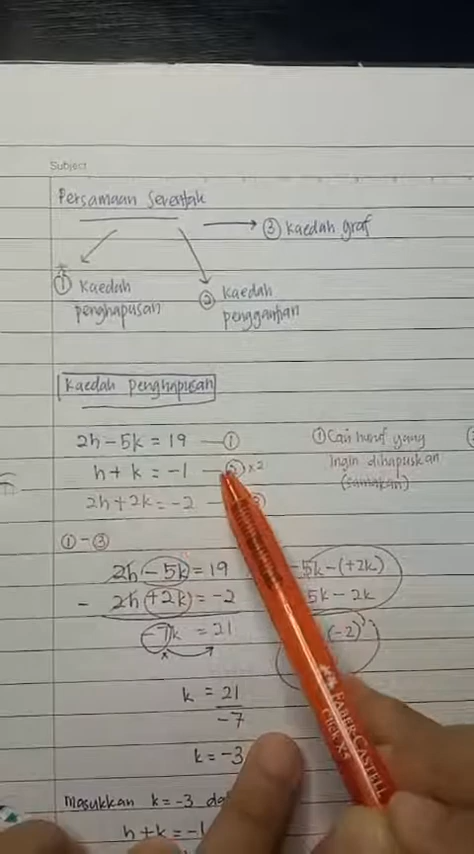 Subject
Persamaan Serentak
③ Kaedah graf
① Kaedah penghapusan
② Kaedah penggantian
Kaedah penghapusan
2h - 5k = 19 — ①
h + k = -1 — ② ×2
2h + 2k = -2
① Cari huruf yang
Ingin dihapuskan
(samakan)
① - ③
2h - 5k = 19
- 2h + 2k = -2
-7k = 21
-5k - (+2k)
5k - 2k
(-2)
k = 21
-7
k = -3
Masukkan k = -3
h + k = -1
FABER-CASTELL
Click X4